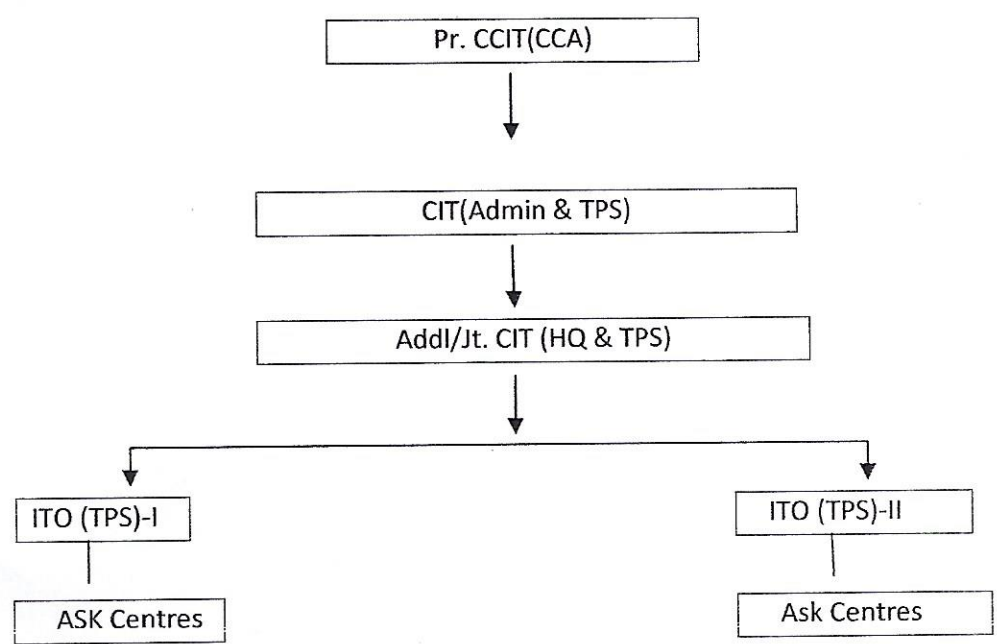 Pr. CCIT(CCA)
CIT(Admin & TPS)
Addl/Jt. CIT (HQ & TPS)
ITO (TPS)-I
ITO (TPS)-II
ASK Centres
Ask Centres